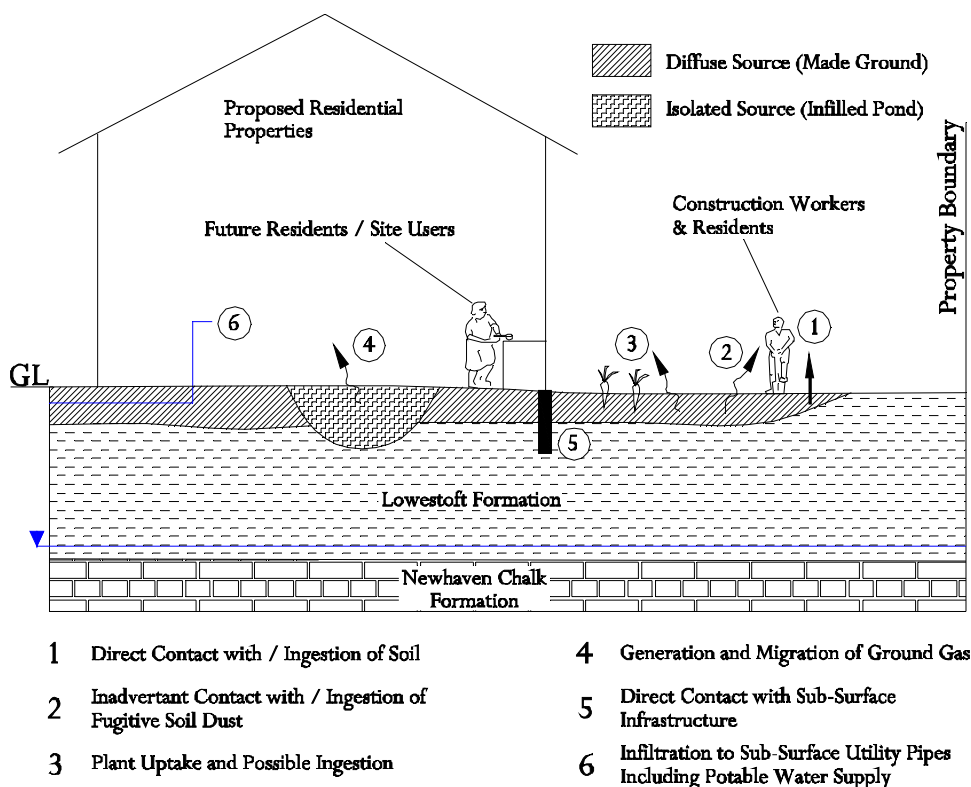 Diffuse Source (Made Ground)
Isolated Source (Infilled Pond)
Proposed Residential
Properties
Property Boundary
Construction Workers
& Residents
Future Residents / Site Users
6
4
3
2
1
GL
5
Lowestoft Formation
Newhaven Chalk
Formation
1 Direct Contact with / Ingestion of Soil
2 Inadvertant Contact with / Ingestion of
Fugitive Soil Dust
3 Plant Uptake and Possible Ingestion
4 Generation and Migration of Ground Gas
5 Direct Contact with Sub-Surface
Infrastructure
6 Infiltration to Sub-Surface Utility Pipes
Including Potable Water Supply